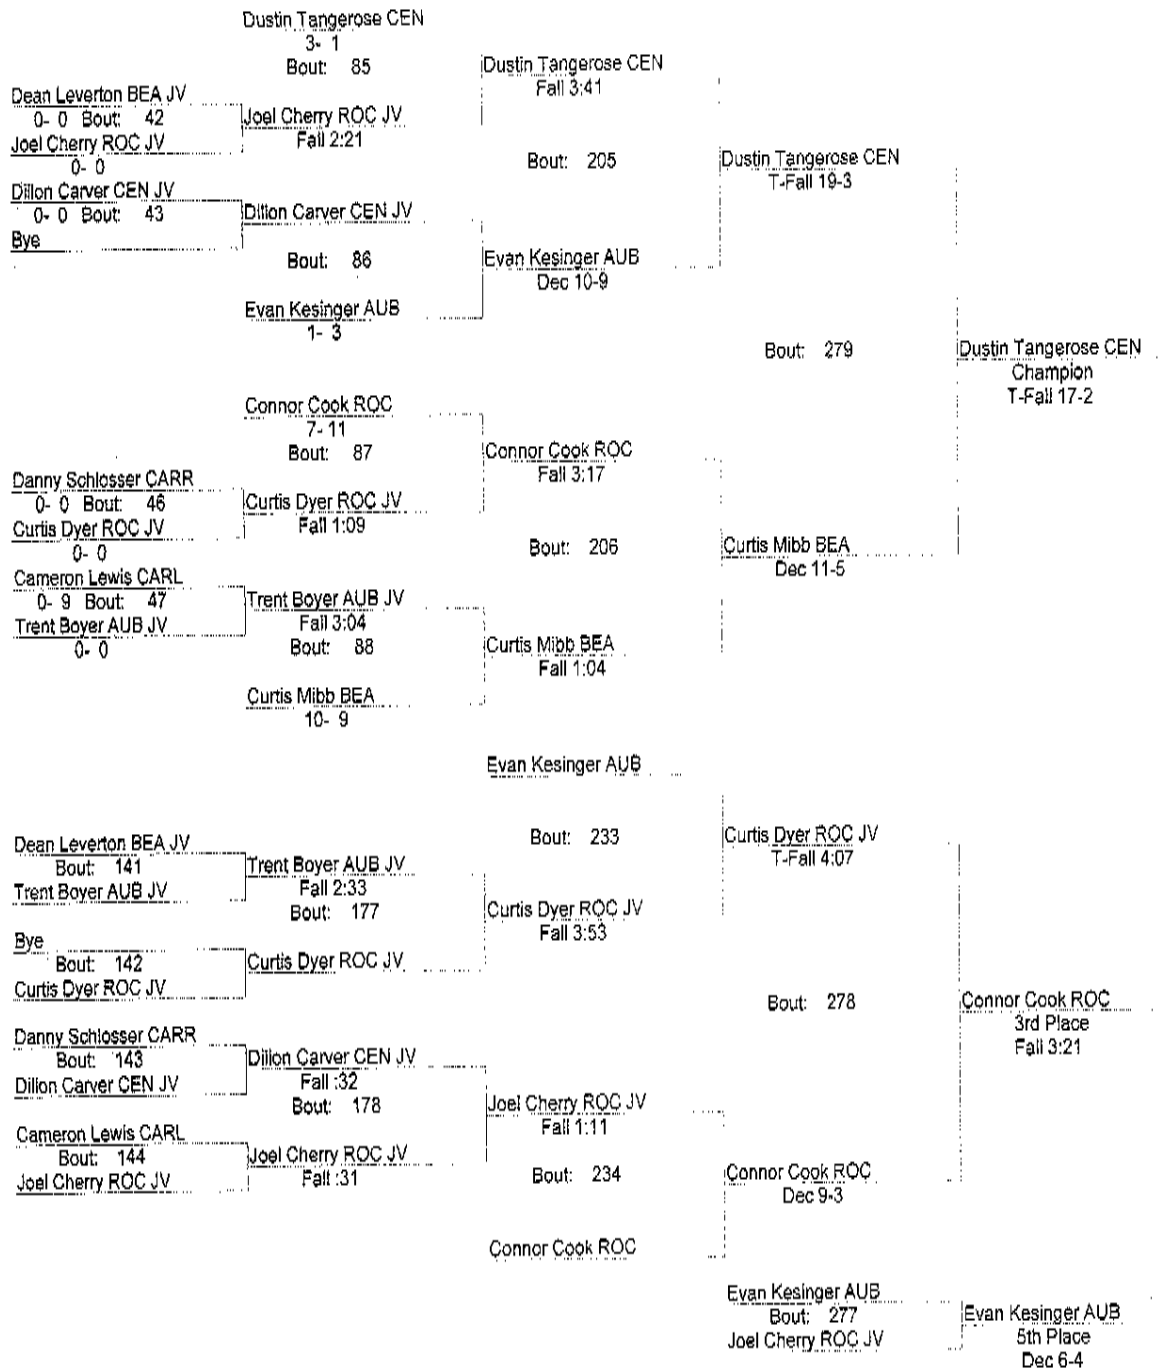 Dustin Tangerose CEN
3- 1
Bout: 85
Dustin Tangerose CEN
Fall 3:41
Dean Leverton BEA JV
0- 0 Bout: 42
Joel Cherry ROC JV
Fall 2:21
Joel Cherry ROC JV
0- 0
Bout: 205
Dustin Tangerose CEN
T-Fall 19-3
Dillon Carver CEN JV
0- 0 Bout: 43
Dillon Carver CEN JV
Bye
Bout: 86
Evan Kesinger AUB
Dec 10-9
Evan Kesinger AUB
1- 3
Bout: 279
Dustin Tangerose CEN
Champion
T-Fall 17-2
Connor Cook ROC
7- 11
Bout: 87
Connor Cook ROC
Fall 3:17
Danny Schlosser CARR
0- 0 Bout: 46
Curtis Dyer ROC JV
Fall 1:09
Curtis Dyer ROC JV
0- 0
Bout: 206
Curtis Mibb BEA
Dec 11-5
Cameron Lewis CARL
0- 9 Bout: 47
Trent Boyer AUB JV
Fall 3:04
Trent Boyer AUB JV
0- 0
Bout: 88
Curtis Mibb BEA
Fall 1:04
Curtis Mibb BEA
10- 9
Evan Kesinger AUB
Bout: 233
Curtis Dyer ROC JV
T-Fall 4:07
Dean Leverton BEA JV
Bout: 141
Trent Boyer AUB JV
Trent Boyer AUB JV
Fall 2:33
Bout: 177
Curtis Dyer ROC JV
Fall 3:53
Bye
Bout: 142
Curtis Dyer ROC JV
Curtis Dyer ROC JV
Bout: 278
Connor Cook ROC
3rd Place
Fall 3:21
Danny Schlosser CARR
Bout: 143
Dillon Carver CEN JV
Dillon Carver CEN JV
Fall :32
Bout: 178
Joel Cherry ROC JV
Fall 1:11
Cameron Lewis CARL
Bout: 144
Joel Cherry ROC JV
Joel Cherry ROC JV
Fall :31
Bout: 234
Connor Cook ROC
Dec 9-3
Connor Cook ROC
Evan Kesinger AUB
Bout: 277
Joel Cherry ROC JV
Evan Kesinger AUB
5th Place
Dec 6-4